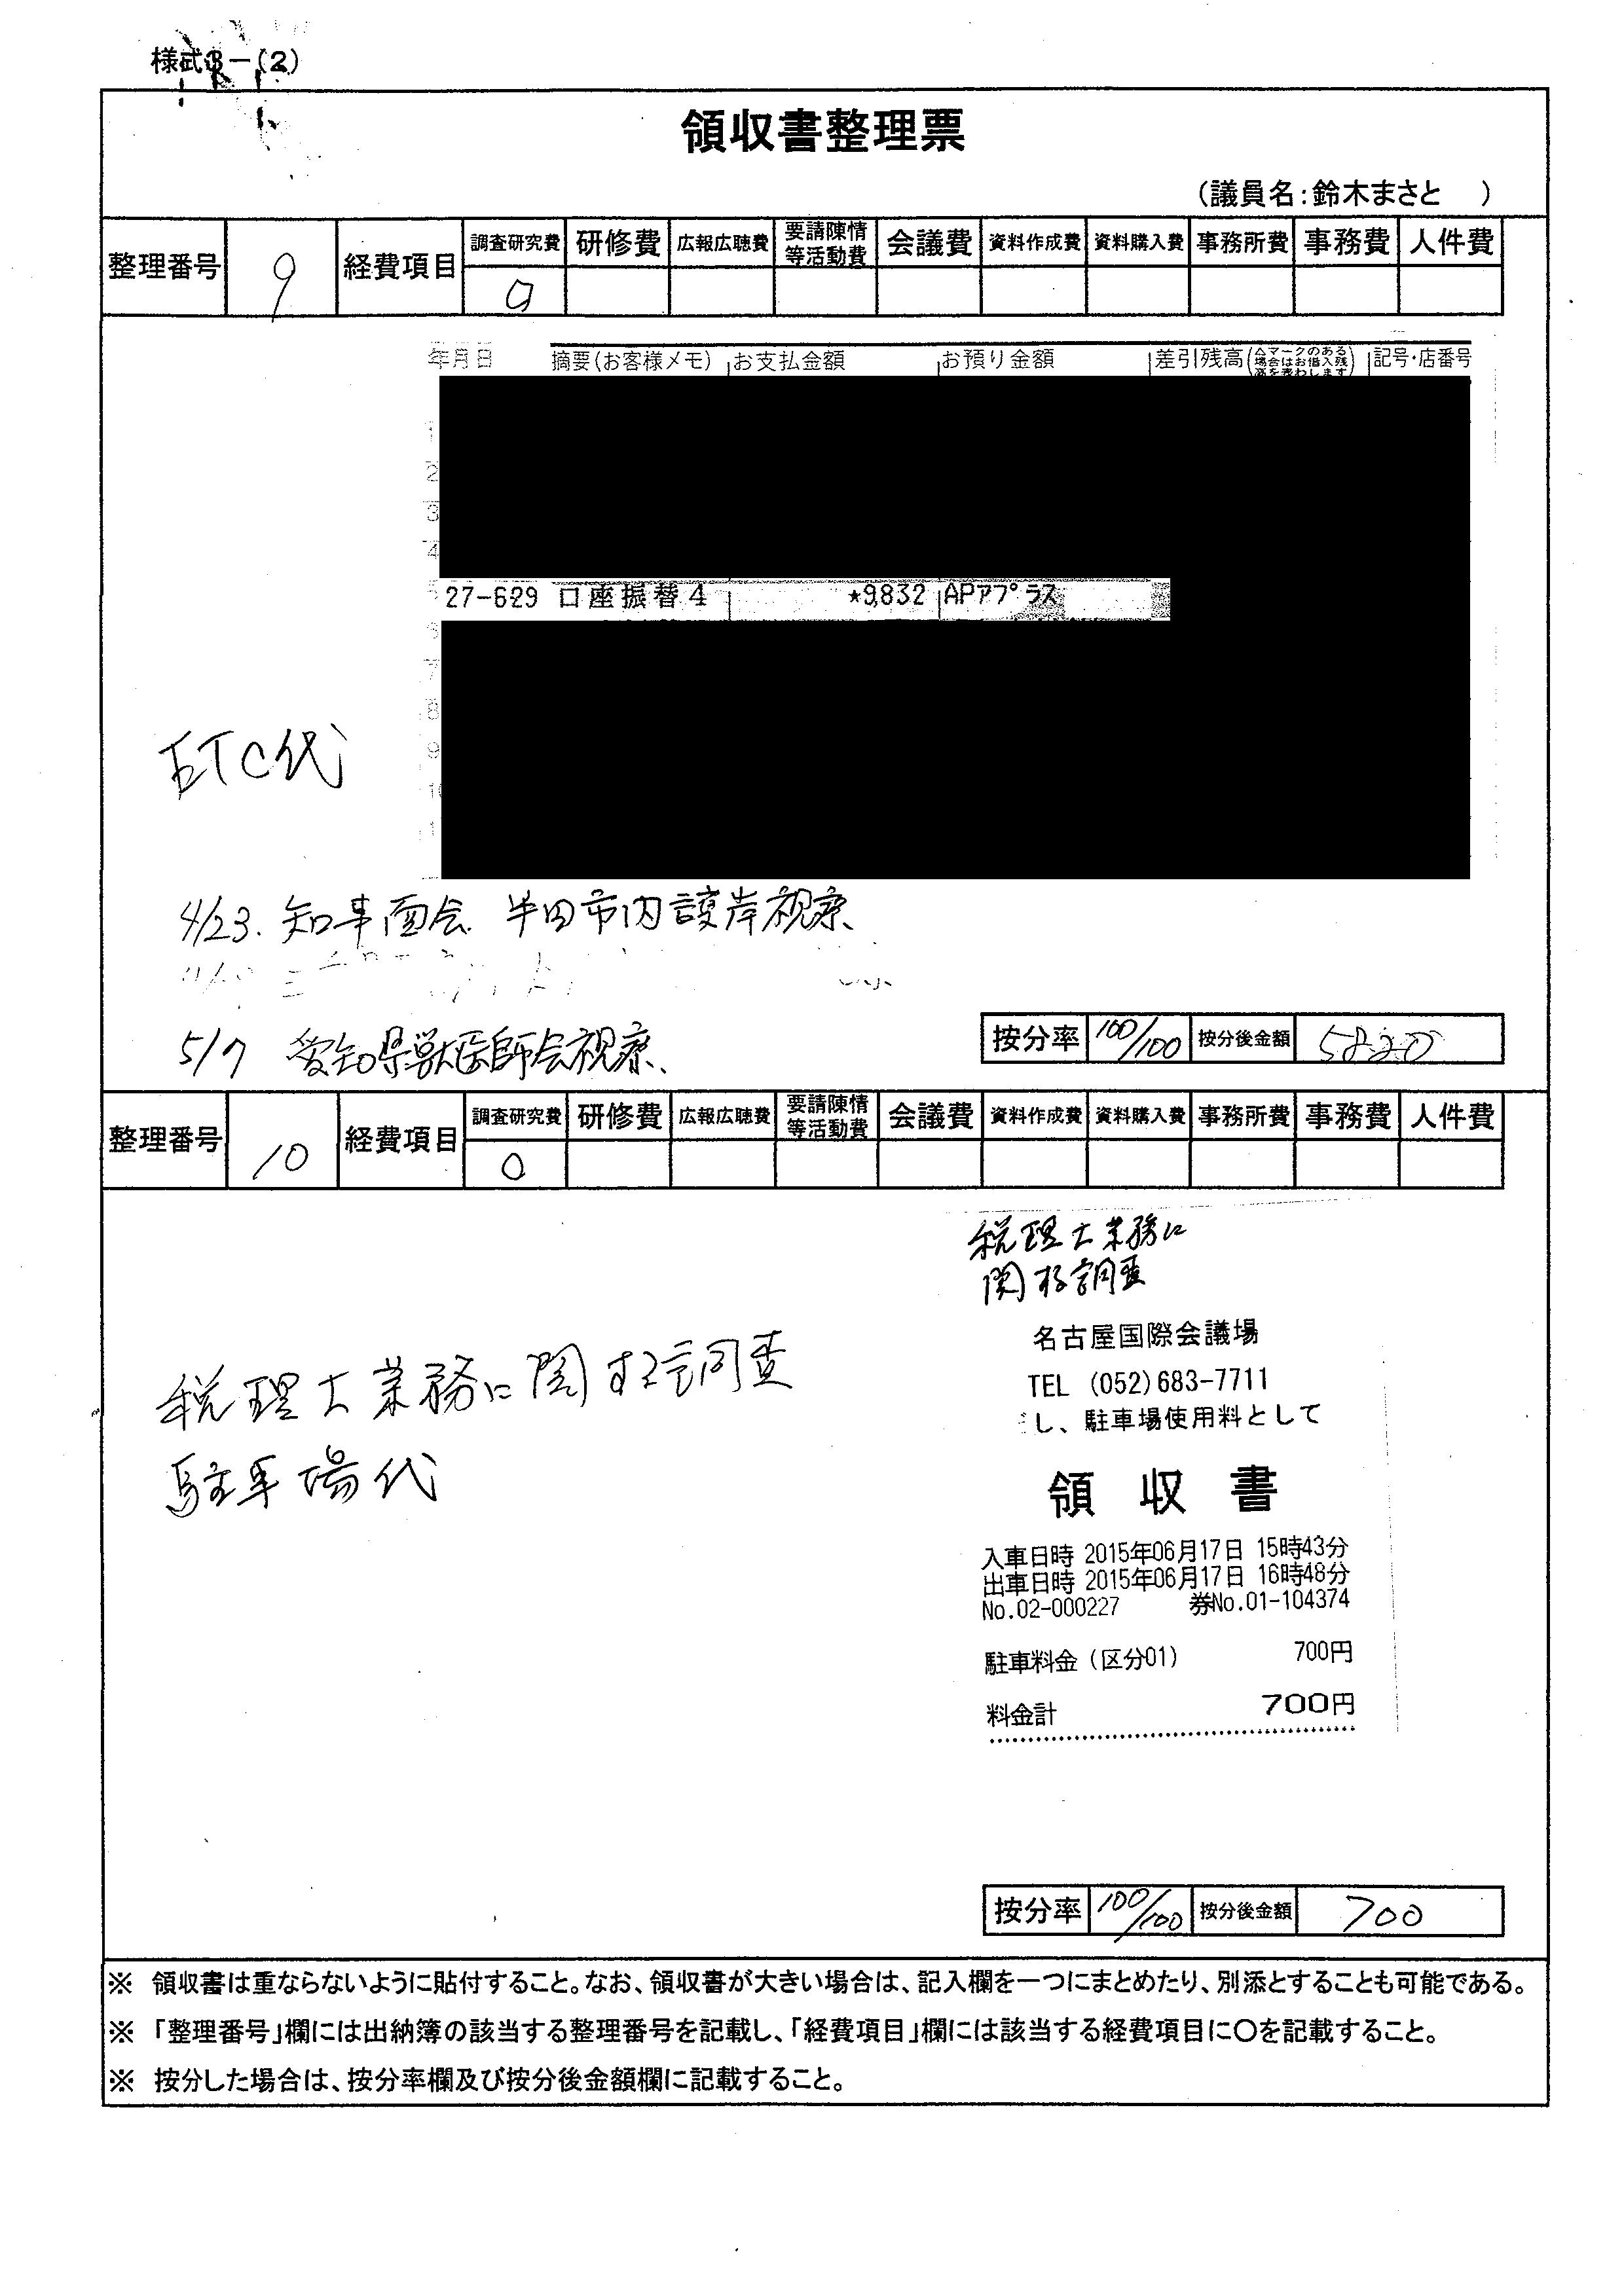 様式3－(2)
領収書整理票
(議員名:鈴木まさと )
整理番号 9 経費項目 調査研究費 研修費 広報広聴費 要請陳情等活動費 会議費 資料作成費 資料購入費 事務所費 事務費 人件費
○
年月日 摘要(お客様メモ) お支払金額 お預り金額 差引残高(△マークのある場合はお借入残高を表わします) 記号・店番号
1
2
3
4
27-6-29 口座振替4 *9,832 APアプラス
6
7
8
9
10
1
ETC代
4/23. 知事面会 半田市内護岸視察
5/7 愛知県獣医師会視察
按分率 100/100 按分後金額 5820
整理番号 10 経費項目 調査研究費 研修費 広報広聴費 要請陳情等活動費 会議費 資料作成費 資料購入費 事務所費 事務費 人件費
○
税理士業務に
関する調査
名古屋国際会議場
TEL (052)683-7711
し、駐車場使用料として
税理士業務に関する調査
駐車場代
領収書
入車日時 2015年06月17日 15時43分
出車日時 2015年06月17日 16時48分
No.02-000227 券No.01-104374
駐車料金(区分01) 700円
料金計 700円
按分率 100/100 按分後金額 700
※ 領収書は重ならないように貼付すること。なお、領収書が大きい場合は、記入欄を一つにまとめたり、別添とすることも可能である。
※ 「整理番号」欄には出納簿の該当する整理番号を記載し、「経費項目」欄には該当する経費項目に○を記載すること。
※ 按分した場合は、按分率欄及び按分後金額欄に記載すること。